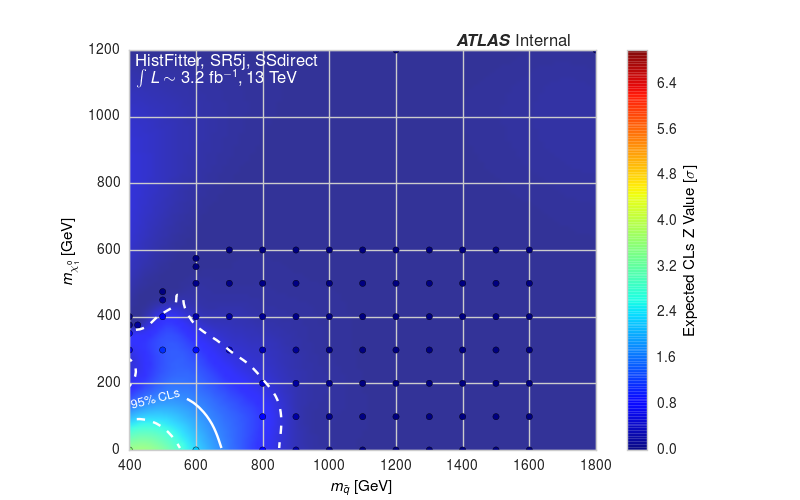 ATLAS Internal
HistFitter, SR5j, SSdirect
∫ L ∼ 3.2 fb⁻¹, 13 TeV
1200
1000
800
600
400
200
0
m_χ̃₁⁰ [GeV]
95% CLs
400 600 800 1000 1200 1400 1600 1800
m_q̃ [GeV]
6.4
5.6
4.8
4.0
3.2
2.4
1.6
0.8
0.0
Expected CLs Z Value [σ]